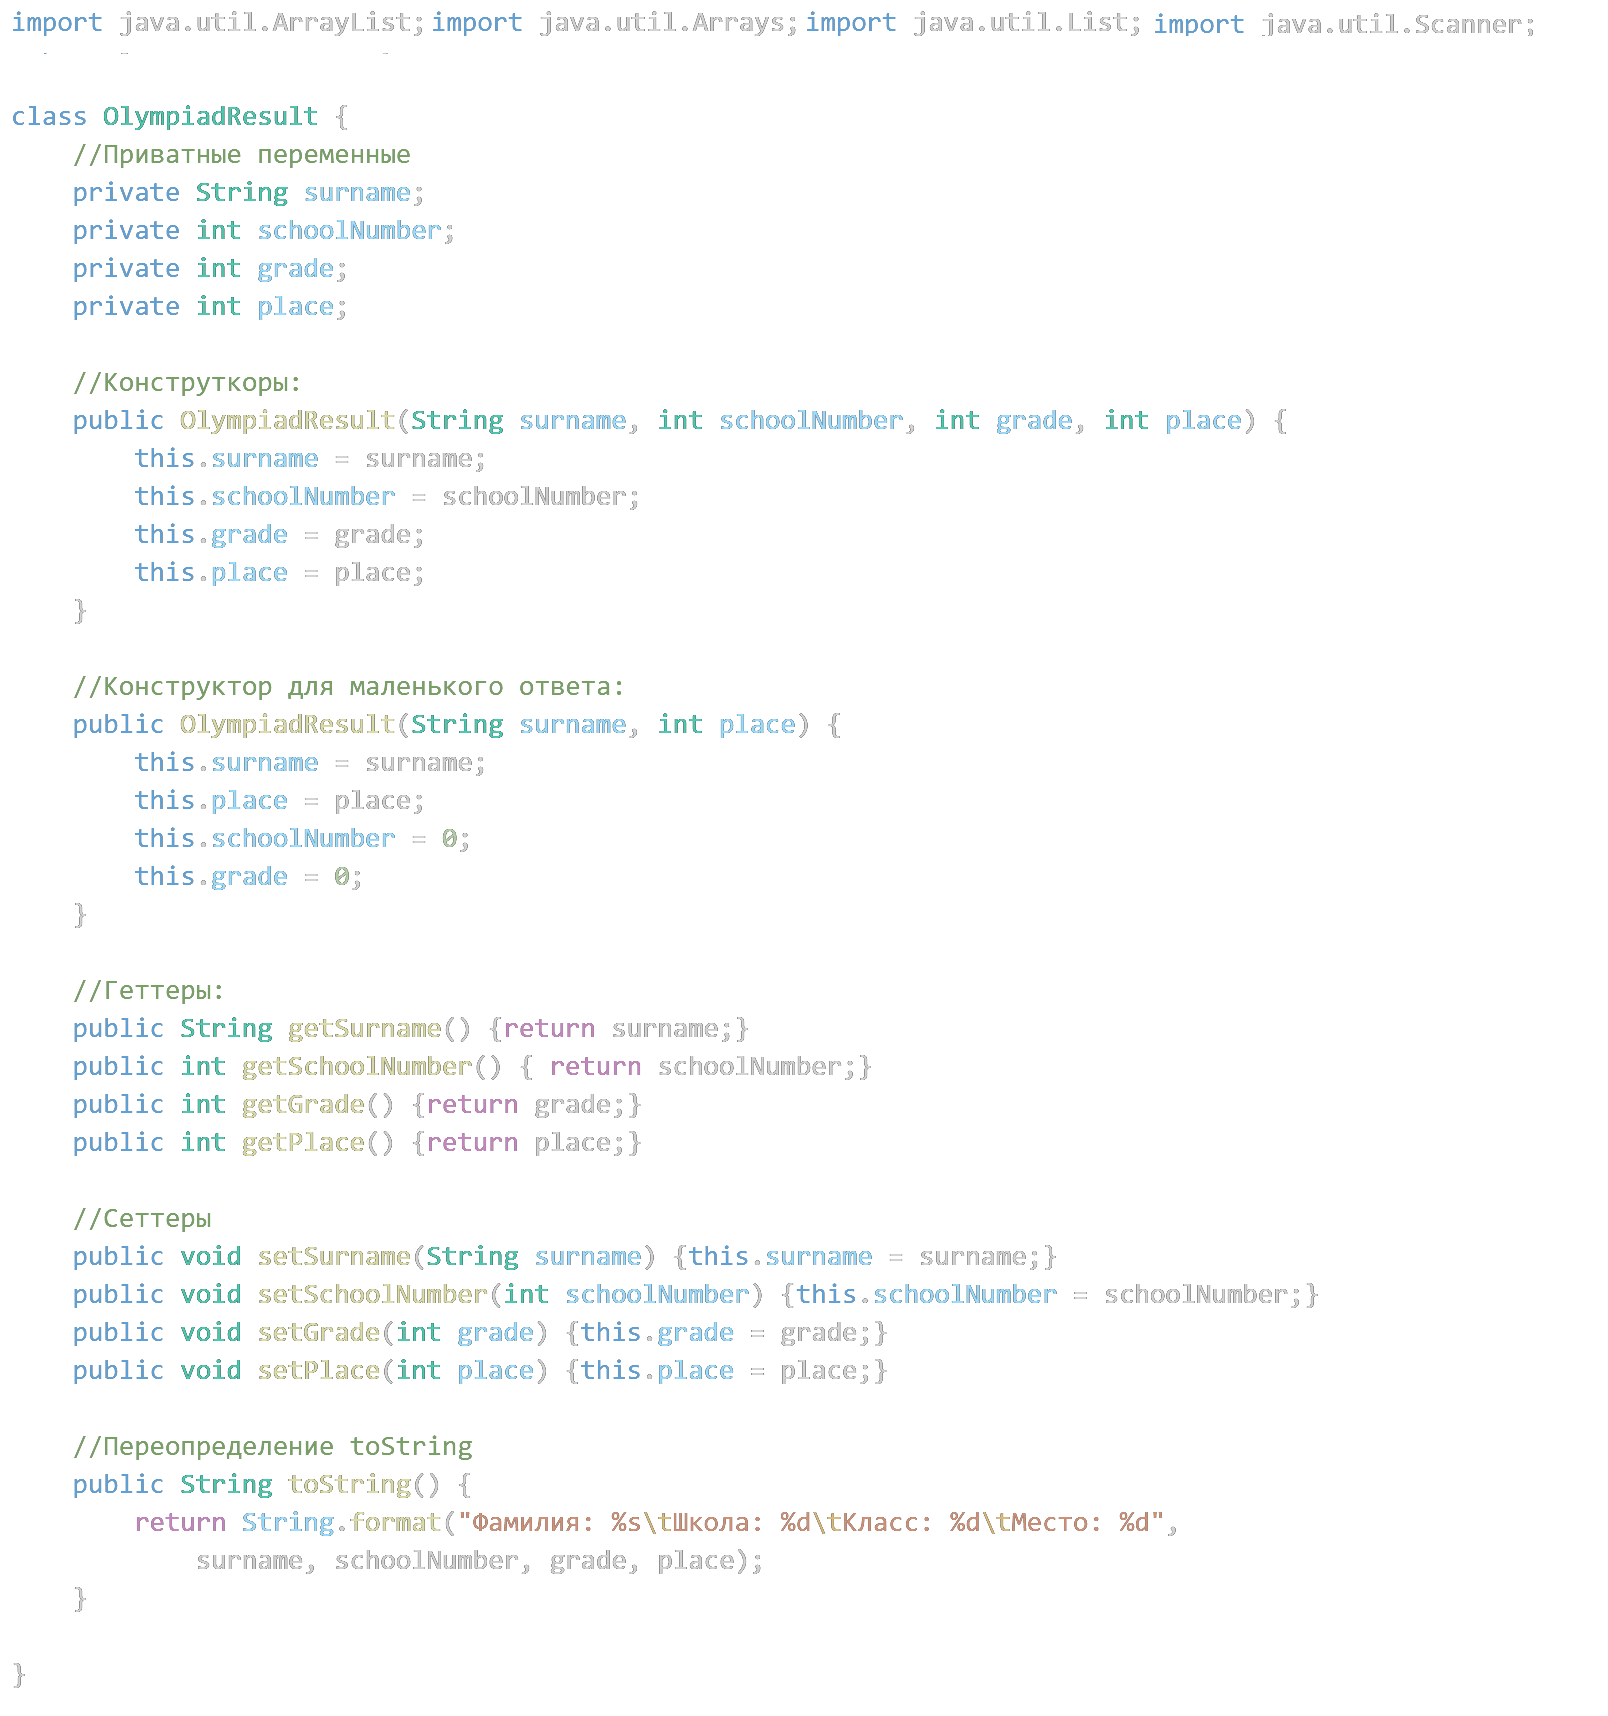 import java.util.ArrayList; import java.util.Arrays; import java.util.List; import java.util.Scanner;
class OlympiadResult {
    //Приватные переменные
    private String surname;
    private int schoolNumber;
    private int grade;
    private int place;
    //Конструткоры:
    public OlympiadResult(String surname, int schoolNumber, int grade, int place) {
        this.surname = surname;
        this.schoolNumber = schoolNumber;
        this.grade = grade;
        this.place = place;
    }
    //Конструктор для маленького ответа:
    public OlympiadResult(String surname, int place) {
        this.surname = surname;
        this.place = place;
        this.schoolNumber = 0;
        this.grade = 0;
    }
    //Геттеры:
    public String getSurname() {return surname;}
    public int getSchoolNumber() { return schoolNumber;}
    public int getGrade() {return grade;}
    public int getPlace() {return place;}
    //Сеттеры
    public void setSurname(String surname) {this.surname = surname;}
    public void setSchoolNumber(int schoolNumber) {this.schoolNumber = schoolNumber;}
    public void setGrade(int grade) {this.grade = grade;}
    public void setPlace(int place) {this.place = place;}
    //Переопределение toString
    public String toString() {
        return String.format("Фамилия: %s\tШкола: %d\tКласс: %d\tМесто: %d",
            surname, schoolNumber, grade, place);
    }
}